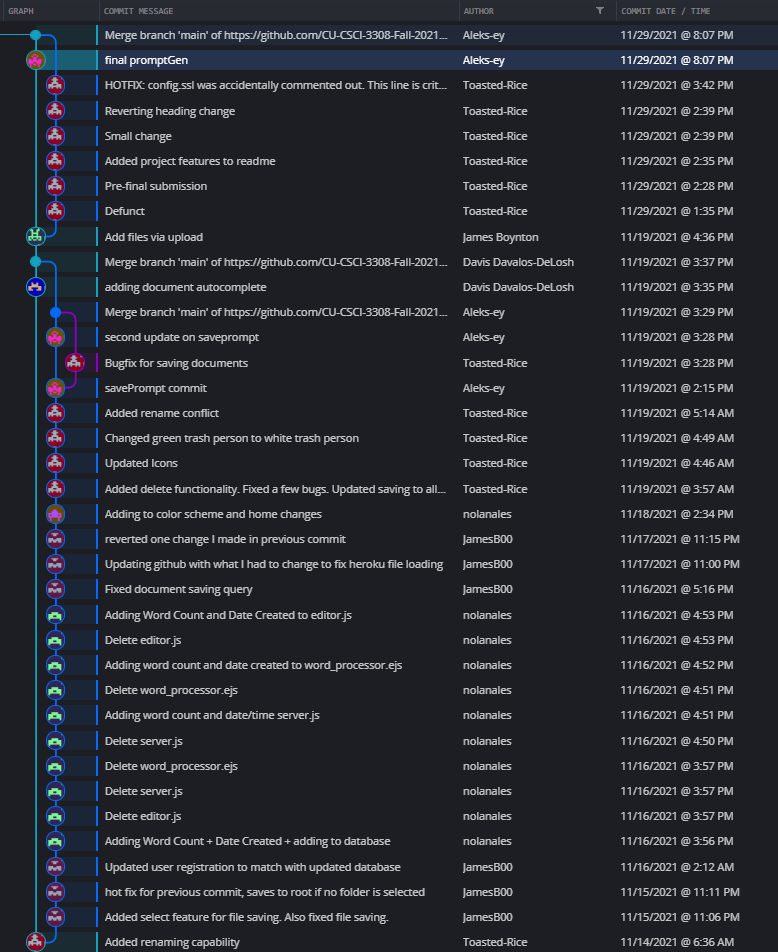 GRAPH COMMIT MESSAGE AUTHOR COMMIT DATE / TIME
Merge branch 'main' of https://github.com/CU-CSCI-3308-Fall-2021... Aleks-ey 11/29/2021 @ 8:07 PM
final promptGen Aleks-ey 11/29/2021 @ 8:07 PM
HOTFIX: config.ssl was accidentally commented out. This line is crit... Toasted-Rice 11/29/2021 @ 3:42 PM
Reverting heading change Toasted-Rice 11/29/2021 @ 2:39 PM
Small change Toasted-Rice 11/29/2021 @ 2:39 PM
Added project features to readme Toasted-Rice 11/29/2021 @ 2:35 PM
Pre-final submission Toasted-Rice 11/29/2021 @ 2:28 PM
Defunct Toasted-Rice 11/29/2021 @ 1:35 PM
Add files via upload James Boynton 11/19/2021 @ 4:36 PM
Merge branch 'main' of https://github.com/CU-CSCI-3308-Fall-2021... Davis Davalos-DeLosh 11/19/2021 @ 3:37 PM
adding document autocomplete Davis Davalos-DeLosh 11/19/2021 @ 3:35 PM
Merge branch 'main' of https://github.com/CU-CSCI-3308-Fall-2021... Aleks-ey 11/19/2021 @ 3:29 PM
second update on saveprompt Aleks-ey 11/19/2021 @ 3:28 PM
Bugfix for saving documents Toasted-Rice 11/19/2021 @ 3:28 PM
savePrompt commit Aleks-ey 11/19/2021 @ 2:15 PM
Added rename conflict Toasted-Rice 11/19/2021 @ 5:14 AM
Changed green trash person to white trash person Toasted-Rice 11/19/2021 @ 4:49 AM
Updated Icons Toasted-Rice 11/19/2021 @ 4:46 AM
Added delete functionality. Fixed a few bugs. Updated saving to all... Toasted-Rice 11/19/2021 @ 3:57 AM
Adding to color scheme and home changes nolanales 11/18/2021 @ 2:34 PM
reverted one change I made in previous commit JamesB00 11/17/2021 @ 11:15 PM
Updating github with what I had to change to fix heroku file loading JamesB00 11/17/2021 @ 11:00 PM
Fixed document saving query JamesB00 11/16/2021 @ 5:16 PM
Adding Word Count and Date Created to editor.js nolanales 11/16/2021 @ 4:53 PM
Delete editor.js nolanales 11/16/2021 @ 4:53 PM
Adding word count and date created to word_processor.ejs nolanales 11/16/2021 @ 4:52 PM
Delete word_processor.ejs nolanales 11/16/2021 @ 4:51 PM
Adding word count and date/time server.js nolanales 11/16/2021 @ 4:51 PM
Delete server.js nolanales 11/16/2021 @ 4:50 PM
Delete word_processor.ejs nolanales 11/16/2021 @ 3:57 PM
Delete server.js nolanales 11/16/2021 @ 3:57 PM
Delete editor.js nolanales 11/16/2021 @ 3:57 PM
Adding Word Count + Date Created + adding to database nolanales 11/16/2021 @ 3:56 PM
Updated user registration to match with updated database JamesB00 11/16/2021 @ 2:12 AM
hot fix for previous commit, saves to root if no folder is selected JamesB00 11/15/2021 @ 11:11 PM
Added select feature for file saving. Also fixed file saving. JamesB00 11/15/2021 @ 11:06 PM
Added renaming capability Toasted-Rice 11/14/2021 @ 6:36 AM